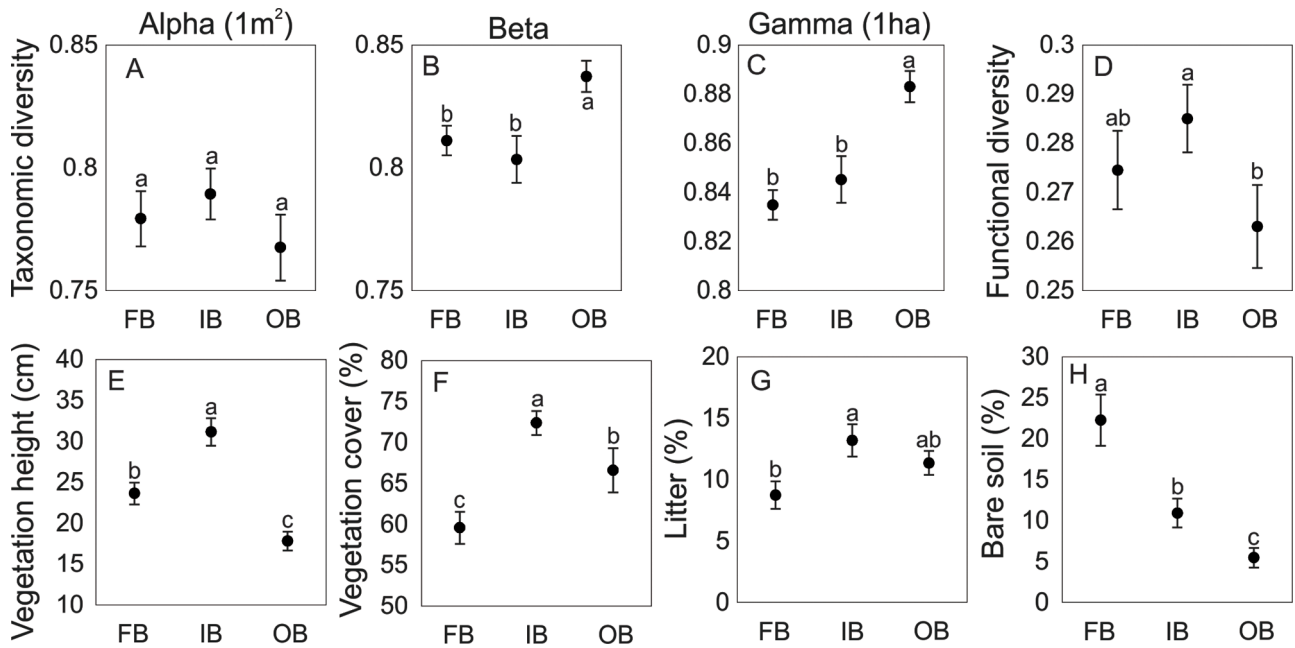 Alpha (1m²)
Beta
Gamma (1ha)
Taxonomic diversity
0.85
0.8
0.75
A
a
a
a
FB IB OB
0.85
0.8
0.75
B
b
b
a
FB IB OB
0.9
0.88
0.86
0.84
0.82
0.8
C
b
b
a
FB IB OB
Functional diversity
0.3
0.29
0.28
0.27
0.26
0.25
D
ab
a
b
FB IB OB
Vegetation height (cm)
40
35
30
25
20
15
10
E
b
a
c
FB IB OB
Vegetation cover (%)
80
75
70
65
60
55
50
F
c
a
b
FB IB OB
Litter (%)
20
15
10
5
0
G
b
a
ab
FB IB OB
Bare soil (%)
30
25
20
15
10
5
0
H
a
b
c
FB IB OB